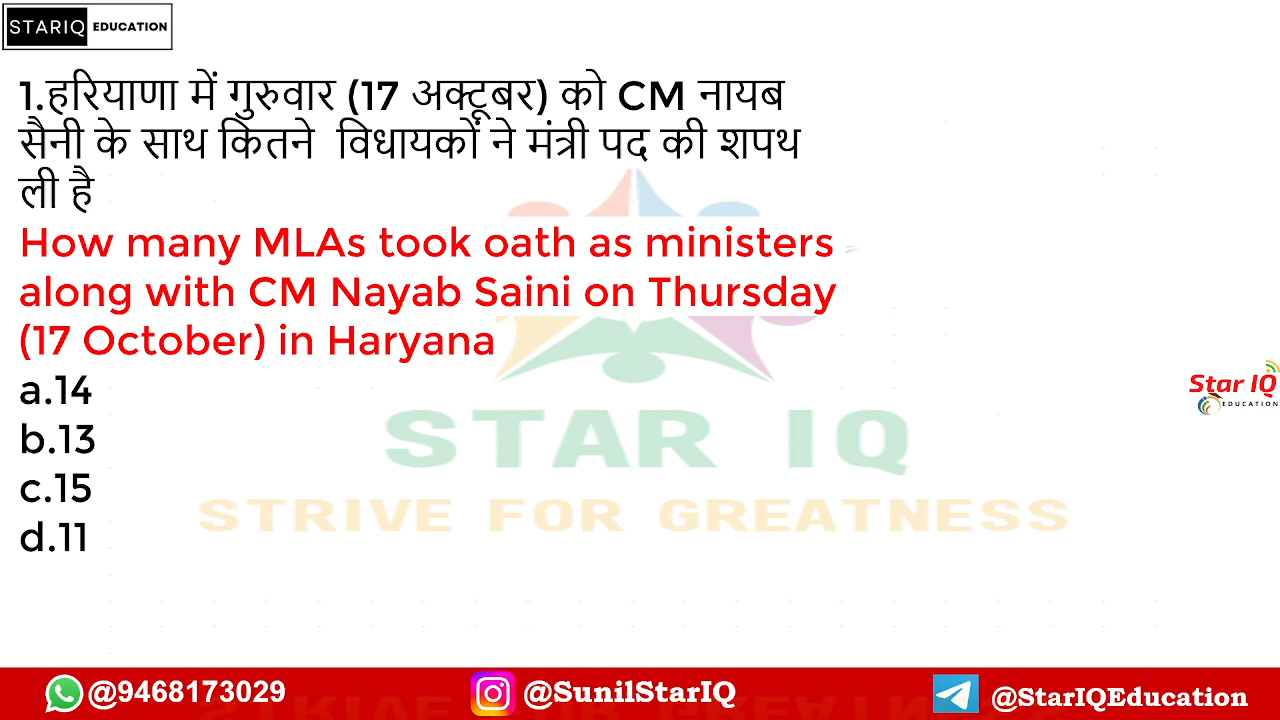 STARIQ EDUCATION
1.हरियाणा में गुरुवार (17 अक्टूबर) को CM नायब
सैनी के साथ कितने विधायकों ने मंत्री पद की शपथ
ली है
How many MLAs took oath as ministers
along with CM Nayab Saini on Thursday
(17 October) in Haryana
a.14
Star IQ
EDUCATION
b.13
STAR IQ
c.15
STRIVE FOR GREATNESS
d.11
@9468173029 @SunilStarIQ @StarIQEducation